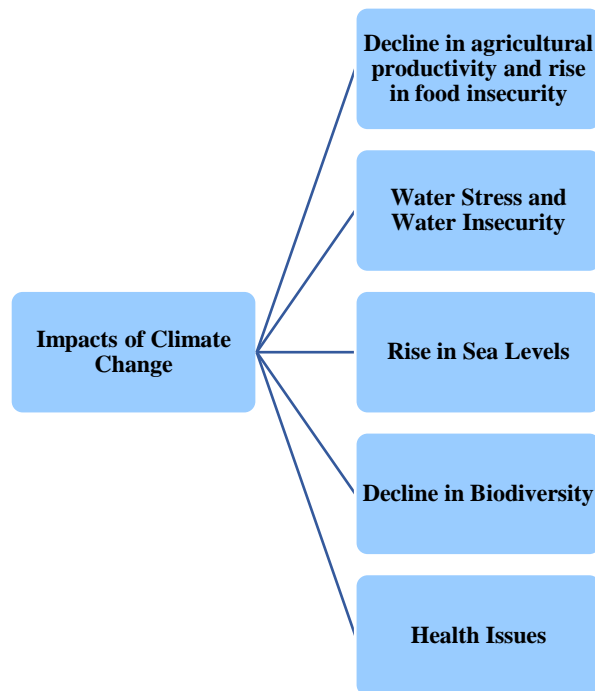 Decline in agricultural
productivity and rise
in food insecurity
Water Stress and
Water Insecurity
Impacts of Climate
Change
Rise in Sea Levels
Decline in Biodiversity
Health Issues